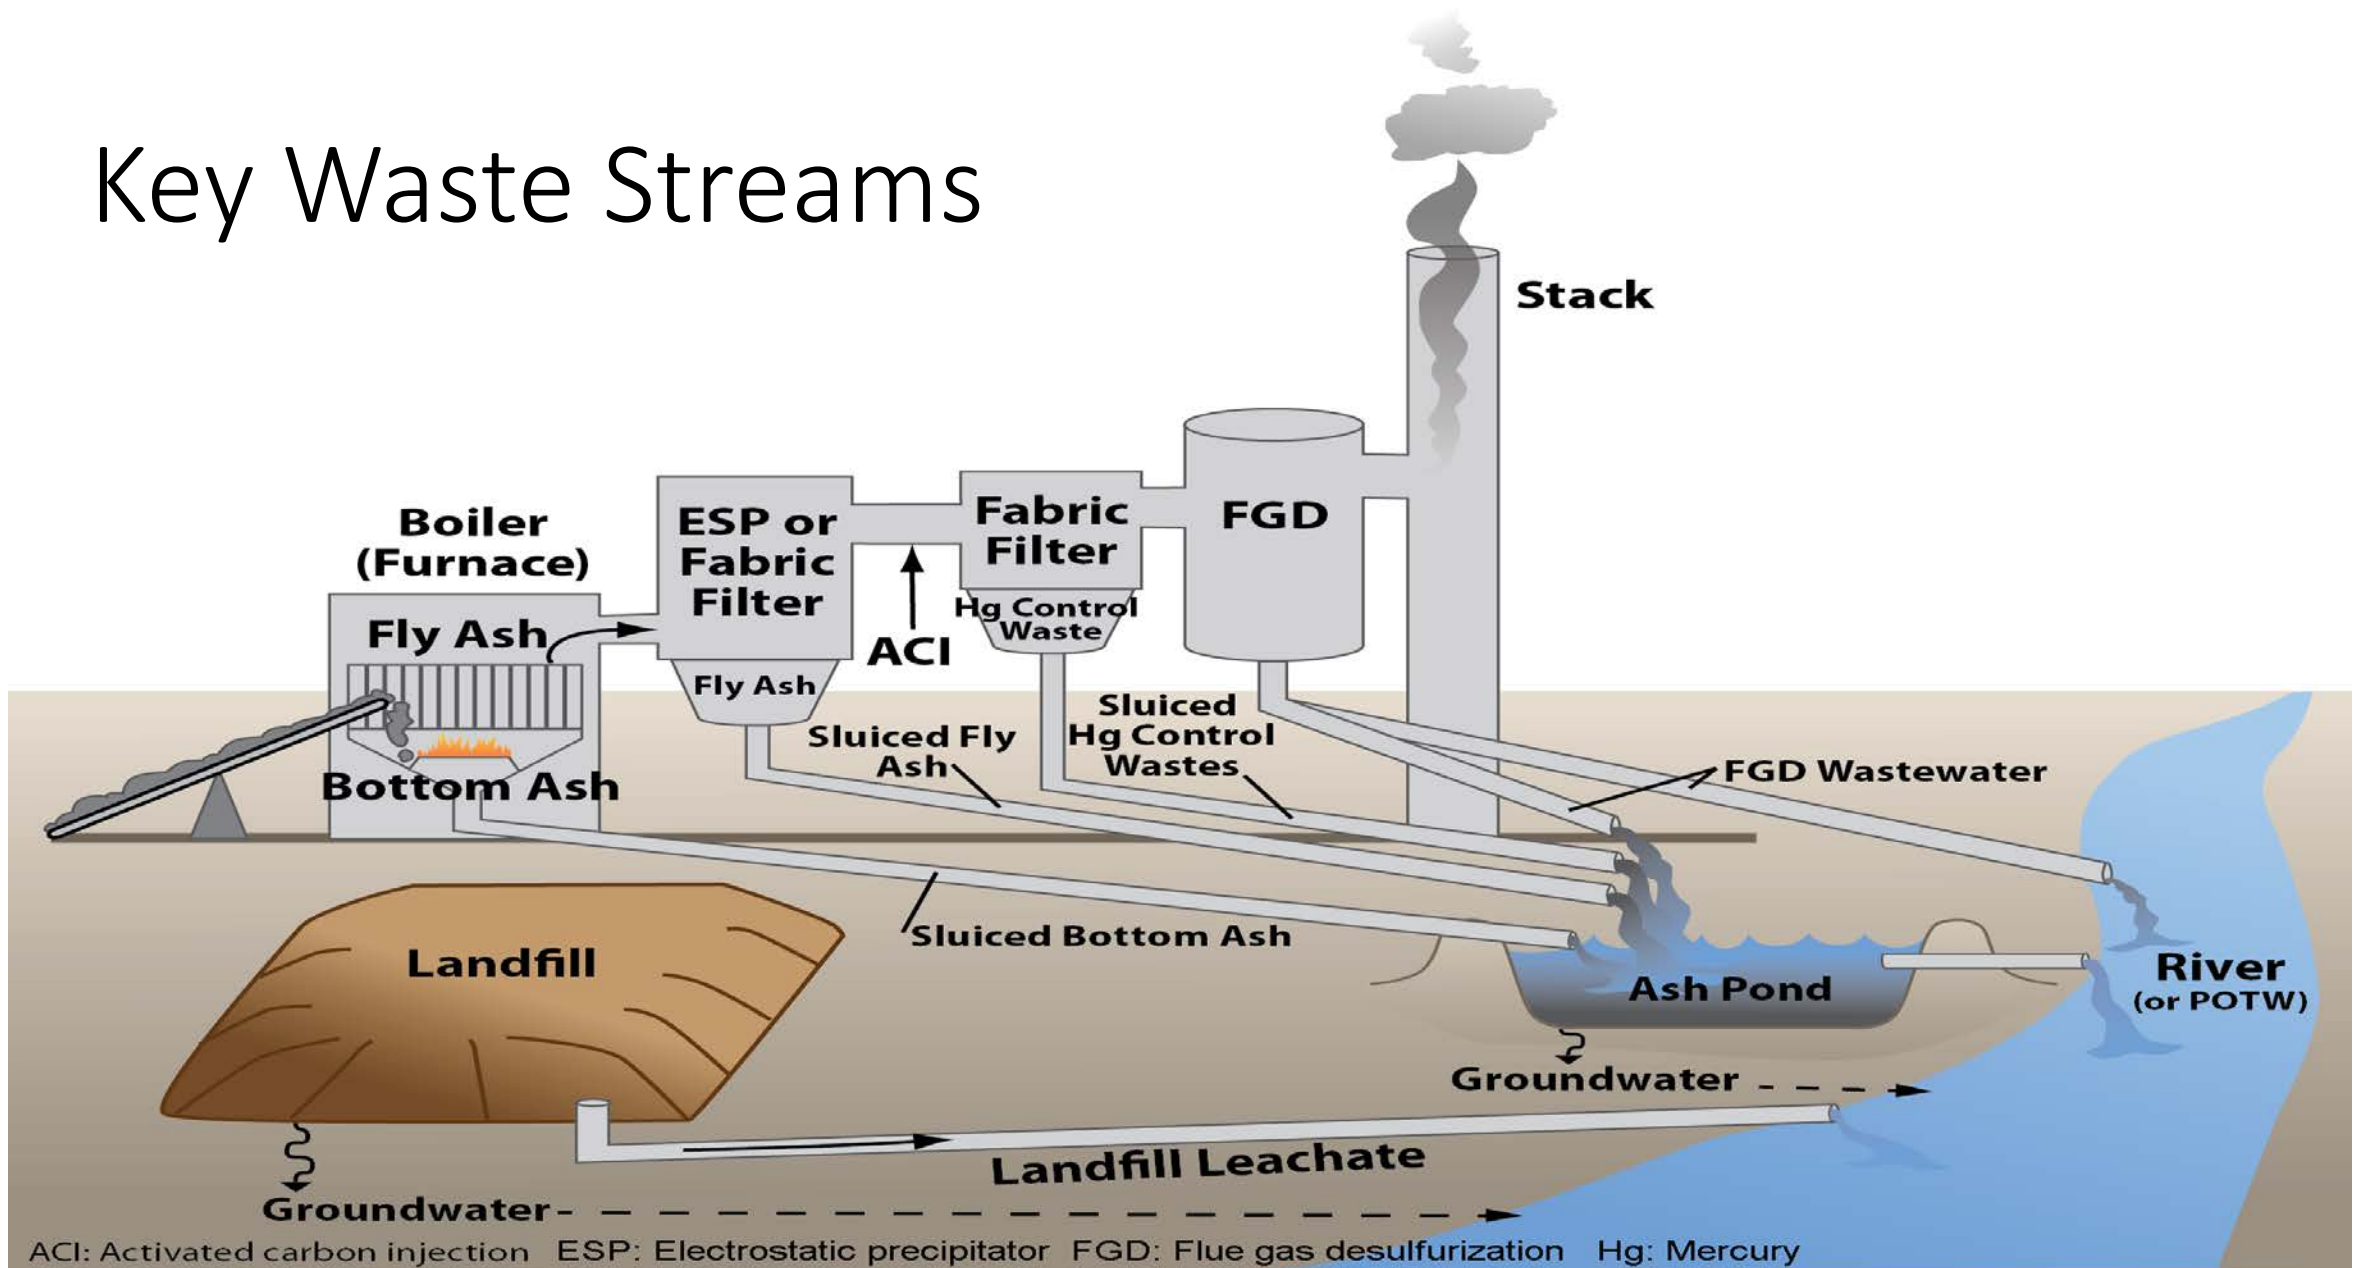 Key Waste Streams
Stack
Boiler
(Furnace)
Fly Ash
Bottom Ash
ESP or
Fabric
Filter
Fly Ash
ACI
Fabric
Filter
Hg Control
Waste
FGD
Sluiced Fly
Ash
Sluiced
Hg Control
Wastes
FGD Wastewater
Sluiced Bottom Ash
Landfill
Ash Pond
River
(or POTW)
Groundwater
Landfill Leachate
Groundwater
ACI: Activated carbon injection ESP: Electrostatic precipitator FGD: Flue gas desulfurization Hg: Mercury